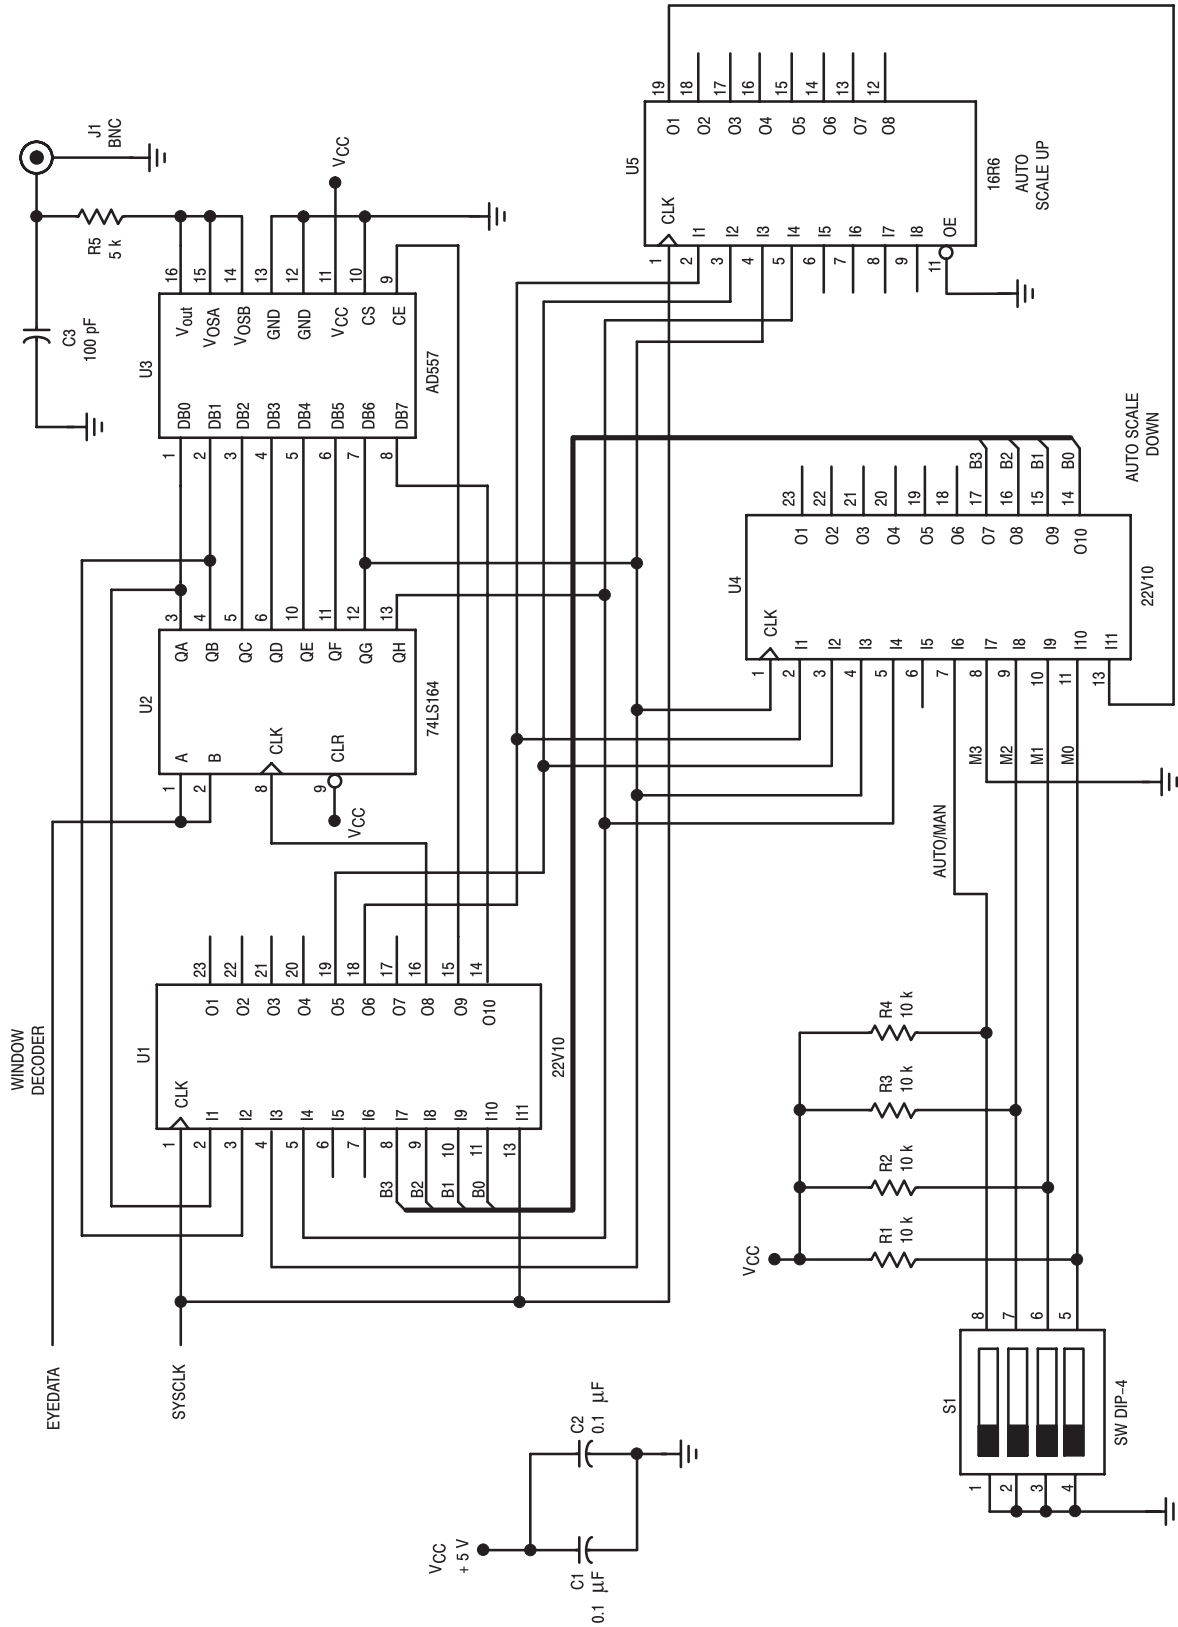 WINDOW
DECODER
EYEDATA
SYSCLK
U1
22V10
CLK
I1
I2
I3
I4
I5
I6
I7
I8
I9
I10
I11
1
2
3
4
5
6
7
8
9
10
11
13
B3
B2
B1
B0
O1
O2
O3
O4
O5
O6
O7
O8
O9
O10
23
22
21
20
19
18
17
16
15
14
U2
74LS164
A
B
CLK
CLR
1
2
8
9
VCC
QA
QB
QC
QD
QE
QF
QG
QH
3
4
5
6
10
11
12
13
U3
AD557
DB0
DB1
DB2
DB3
DB4
DB5
DB6
DB7
1
2
3
4
5
6
7
8
Vout
VOSA
VOSB
GND
GND
VCC
CS
CE
16
15
14
13
12
11
10
9
VCC
R5
5 k
C3
100 pF
J1
BNC
VCC
+ 5 V
C1
0.1 µF
C2
0.1 µF
S1
SW DIP-4
1
2
3
4
8
7
6
5
VCC
R1
10 k
R2
10 k
R3
10 k
R4
10 k
AUTO/MAN
M3
M2
M1
M0
U4
22V10
AUTO SCALE
DOWN
CLK
I1
I2
I3
I4
I5
I6
I7
I8
I9
I10
I11
1
2
3
4
5
6
7
8
9
10
11
13
O1
O2
O3
O4
O5
O6
O7
O8
O9
O10
23
22
21
20
19
18
17
16
15
14
B3
B2
B1
B0
U5
16R6
AUTO
SCALE UP
CLK
I1
I2
I3
I4
I5
I6
I7
I8
OE
1
2
3
4
5
6
7
8
9
11
O1
O2
O3
O4
O5
O6
O7
O8
19
18
17
16
15
14
13
12